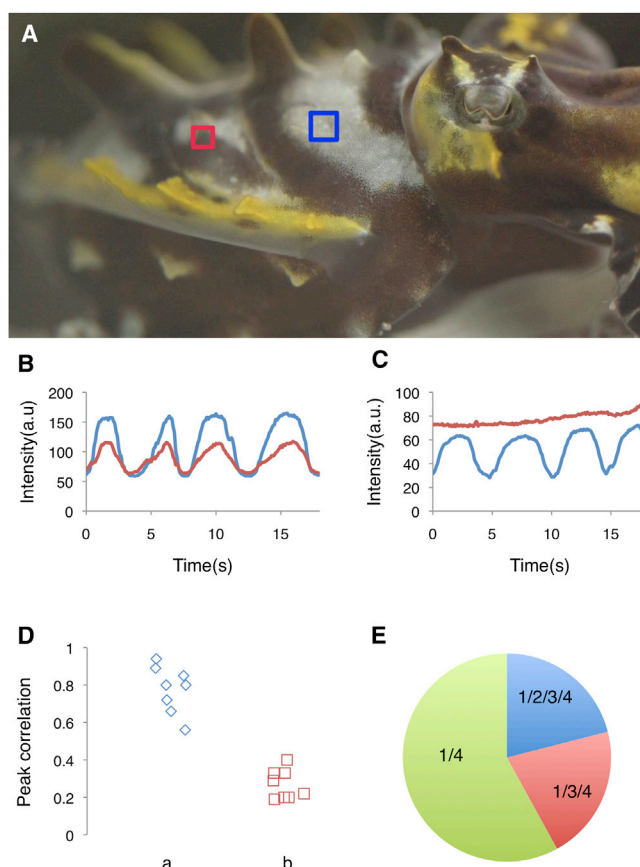 A
B
C
Intensity(a.u)
200
150
100
50
0
0 5 10 15
Time(s)
Intensity(a.u.)
100
80
60
40
20
0
0 5 10 15
Time(s)
D
E
Peak correlation
1
0.8
0.6
0.4
0.2
0
a b
1/2/3/4
1/4
1/3/4